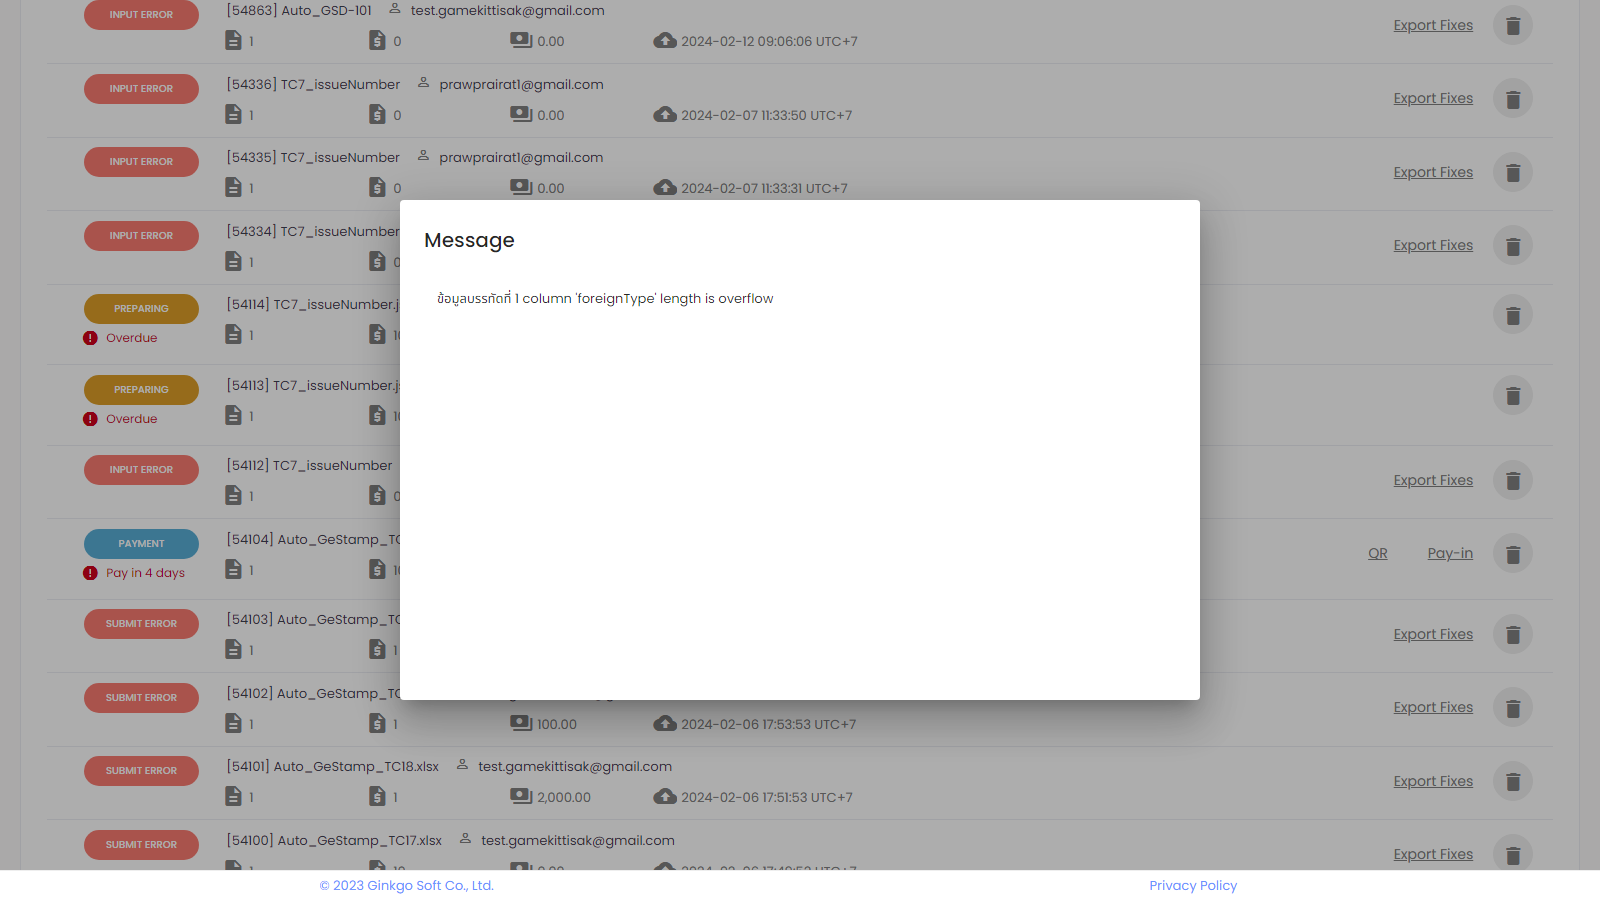 INPUT ERROR [54863] Auto_GSD-101 test.gamekittisak@gmail.com
1 0 0.00 2024-02-12 09:06:06 UTC+7 Export Fixes
INPUT ERROR [54336] TC7_issueNumber prawprairat1@gmail.com
1 0 0.00 2024-02-07 11:33:50 UTC+7 Export Fixes
INPUT ERROR [54335] TC7_issueNumber prawprairat1@gmail.com
1 0 0.00 2024-02-07 11:33:31 UTC+7 Export Fixes
INPUT ERROR [54334] TC7_issueNumber
1 0 Export Fixes
Message
ข้อมูลบรรทัดที่ 1 column 'foreignType' length is overflow
PREPARING [54114] TC7_issueNumber.j
Overdue 1
PREPARING [54113] TC7_issueNumber.j
Overdue 1
INPUT ERROR [54112] TC7_issueNumber
1 0 Export Fixes
PAYMENT [54104] Auto_GeStamp_TC
Pay in 4 days 1 QR Pay-in
SUBMIT ERROR [54103] Auto_GeStamp_TC
1 1 Export Fixes
SUBMIT ERROR [54102] Auto_GeStamp_TC
1 1 100.00 2024-02-06 17:53:53 UTC+7 Export Fixes
SUBMIT ERROR [54101] Auto_GeStamp_TC18.xlsx test.gamekittisak@gmail.com
1 1 2,000.00 2024-02-06 17:51:53 UTC+7 Export Fixes
SUBMIT ERROR [54100] Auto_GeStamp_TC17.xlsx test.gamekittisak@gmail.com
Export Fixes
© 2023 Ginkgo Soft Co., Ltd. Privacy Policy